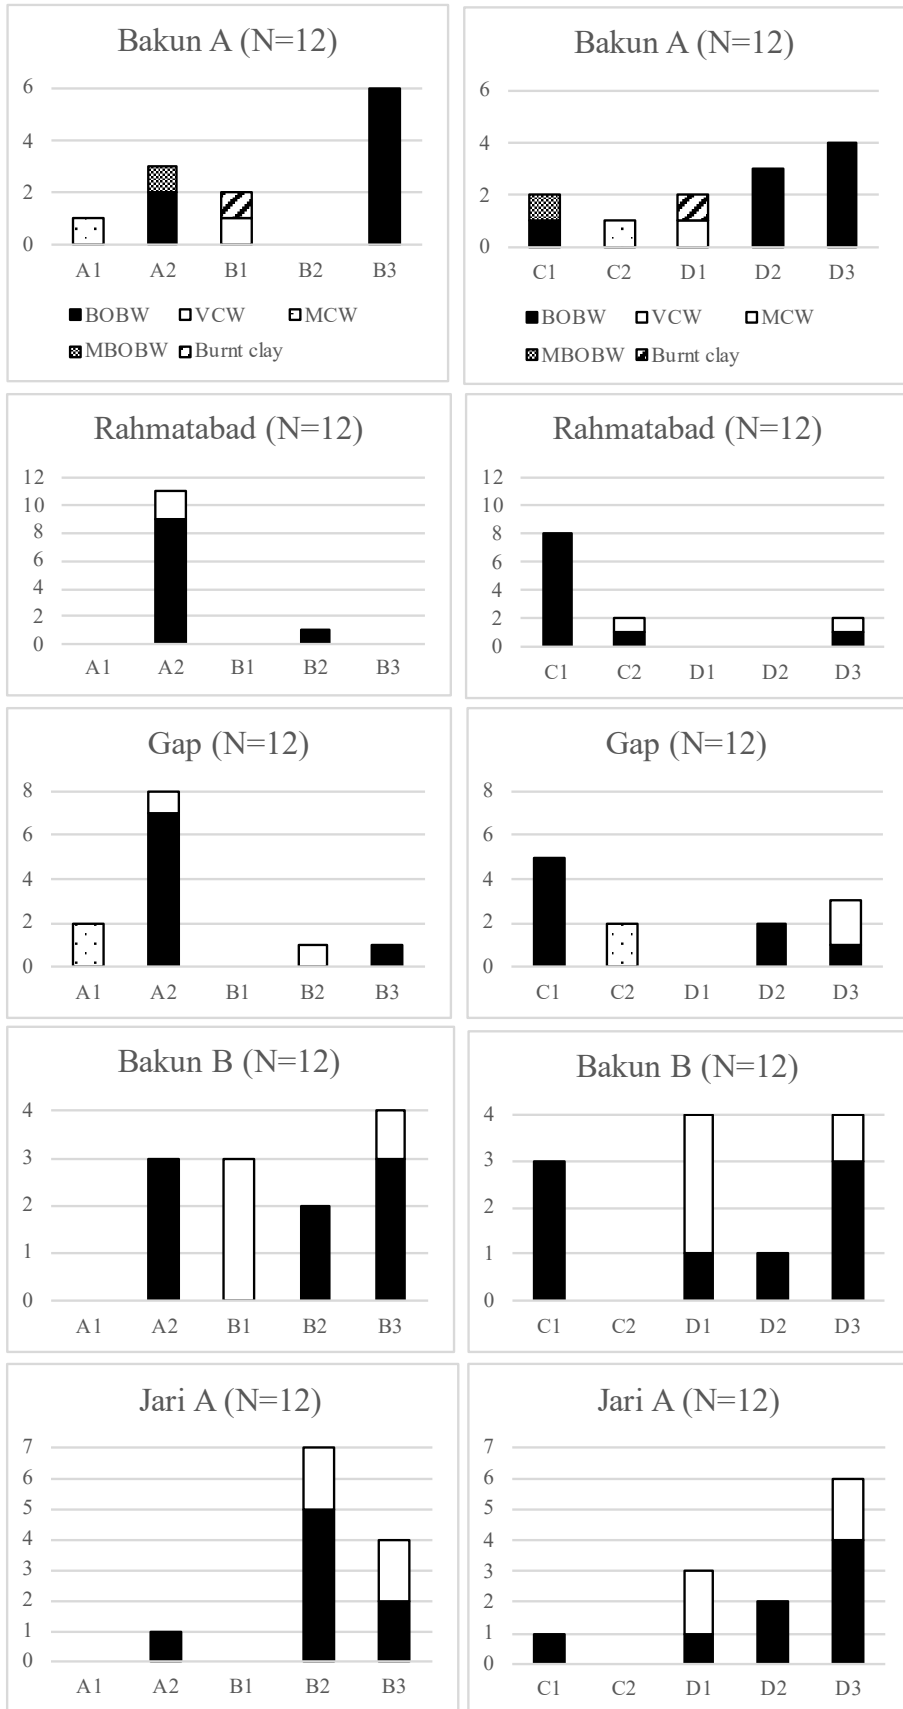 Bakun A (N=12)
6
4
2
0
A1 A2 B1 B2 B3
BOBW VCW MCW
MBOBW Burnt clay
Bakun A (N=12)
6
4
2
0
C1 C2 D1 D2 D3
BOBW VCW MCW
MBOBW Burnt clay
Rahmatabad (N=12)
12
10
8
6
4
2
0
A1 A2 B1 B2 B3
Rahmatabad (N=12)
12
10
8
6
4
2
0
C1 C2 D1 D2 D3
Gap (N=12)
8
6
4
2
0
A1 A2 B1 B2 B3
Gap (N=12)
8
6
4
2
0
C1 C2 D1 D2 D3
Bakun B (N=12)
4
3
2
1
0
A1 A2 B1 B2 B3
Bakun B (N=12)
4
3
2
1
0
C1 C2 D1 D2 D3
Jari A (N=12)
7
6
5
4
3
2
1
0
A1 A2 B1 B2 B3
Jari A (N=12)
7
6
5
4
3
2
1
0
C1 C2 D1 D2 D3